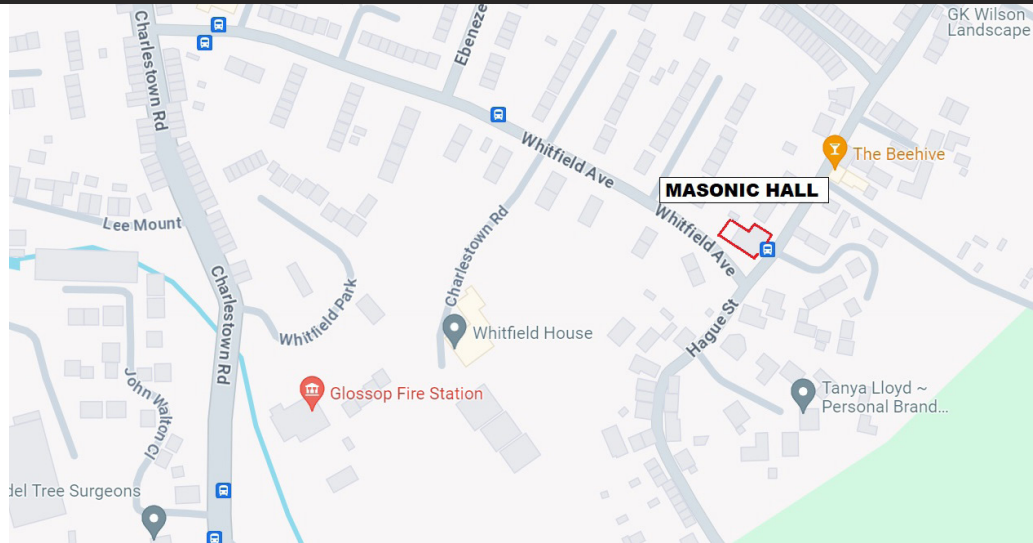 GK Wilson
Landscape
Charlestown Rd
Ebeneze
Whitfield Ave
The Beehive
MASONIC HALL
Lee Mount
Charlestown Rd
Whitfield Ave
Charlestown Rd
Whitfield Park
Whitfield House
Hague St
John Walton Cl
Glossop Fire Station
Tanya Lloyd ~
Personal Brand...
del Tree Surgeons